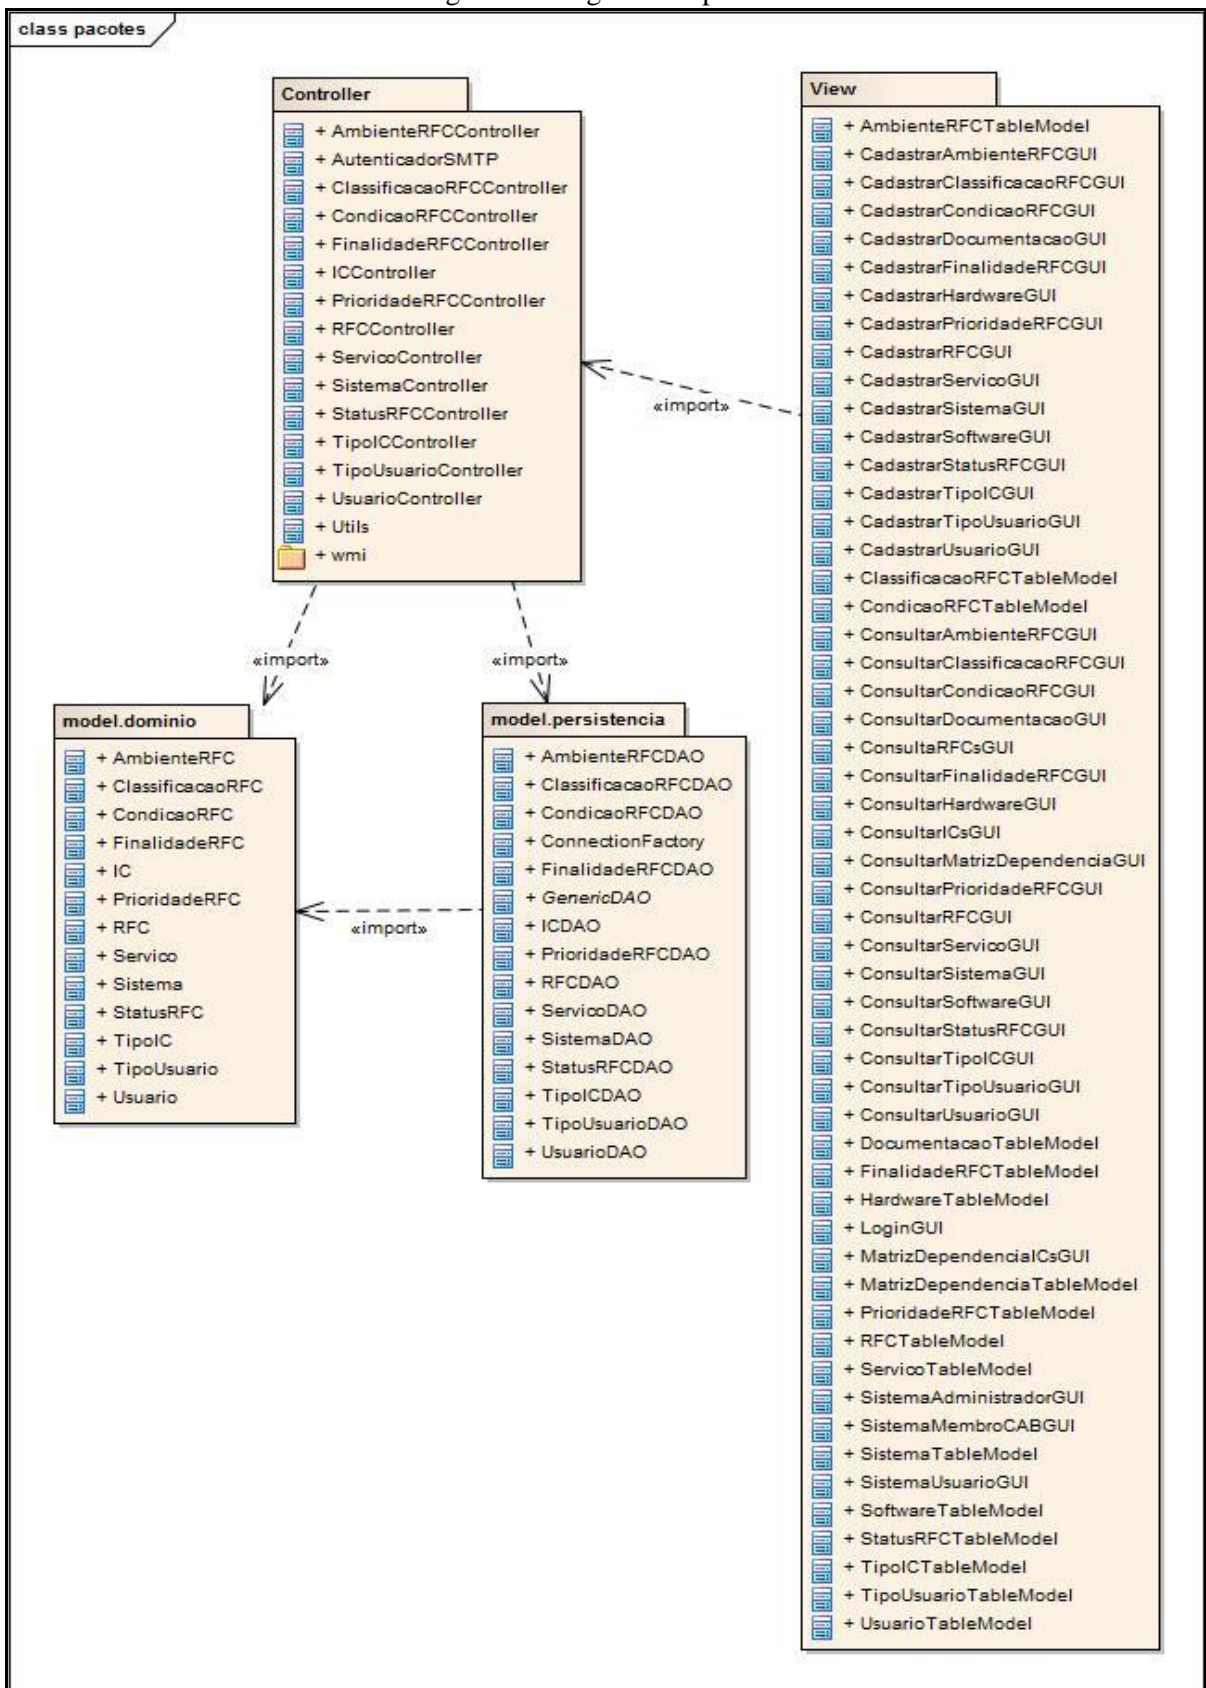 class pacotes
Controller
+ AmbienteRFCController
+ AutenticadorSMTP
+ ClassificacaoRFCController
+ CondicaoRFCController
+ FinalidadeRFCController
+ ICController
+ PrioridadeRFCController
+ RFCController
+ ServicoController
+ SistemaController
+ StatusRFCController
+ TipoICController
+ TipoUsuarioController
+ UsuarioController
+ Utils
+ wmi
«import»
«import»
«import»
model.dominio
+ AmbienteRFC
+ ClassificacaoRFC
+ CondicaoRFC
+ FinalidadeRFC
+ IC
+ PrioridadeRFC
+ RFC
+ Servico
+ Sistema
+ StatusRFC
+ TipoIC
+ TipoUsuario
+ Usuario
«import»
model.persistencia
+ AmbienteRFCDAO
+ ClassificacaoRFCDAO
+ CondicaoRFCDAO
+ ConnectionFactory
+ FinalidadeRFCDAO
+ GenericDAO
+ ICDAO
+ PrioridadeRFCDAO
+ RFCDAO
+ ServicoDAO
+ SistemaDAO
+ StatusRFCDAO
+ TipoICDAO
+ TipoUsuarioDAO
+ UsuarioDAO
View
+ AmbienteRFCTableModel
+ CadastrarAmbienteRFCGUI
+ CadastrarClassificacaoRFCGUI
+ CadastrarCondicaoRFCGUI
+ CadastrarDocumentacaoGUI
+ CadastrarFinalidadeRFCGUI
+ CadastrarHardwareGUI
+ CadastrarPrioridadeRFCGUI
+ CadastrarRFCGUI
+ CadastrarServicoGUI
+ CadastrarSistemaGUI
+ CadastrarSoftwareGUI
+ CadastrarStatusRFCGUI
+ CadastrarTipoICGUI
+ CadastrarTipoUsuarioGUI
+ CadastrarUsuarioGUI
+ ClassificacaoRFCTableModel
+ CondicaoRFCTableModel
+ ConsultarAmbienteRFCGUI
+ ConsultarClassificacaoRFCGUI
+ ConsultarCondicaoRFCGUI
+ ConsultarDocumentacaoGUI
+ ConsultaRFCsGUI
+ ConsultarFinalidadeRFCGUI
+ ConsultarHardwareGUI
+ ConsultarICsGUI
+ ConsultarMatrizDependenciaGUI
+ ConsultarPrioridadeRFCGUI
+ ConsultarRFCGUI
+ ConsultarServicoGUI
+ ConsultarSistemaGUI
+ ConsultarSoftwareGUI
+ ConsultarStatusRFCGUI
+ ConsultarTipoICGUI
+ ConsultarTipoUsuarioGUI
+ ConsultarUsuarioGUI
+ DocumentacaoTableModel
+ FinalidadeRFCTableModel
+ HardwareTableModel
+ LoginGUI
+ MatrizDependenciaICsGUI
+ MatrizDependenciaTableModel
+ PrioridadeRFCTableModel
+ RFCTableModel
+ ServicoTableModel
+ SistemaAdministradorGUI
+ SistemaMembroCABGUI
+ SistemaTableModel
+ SistemaUsuarioGUI
+ SoftwareTableModel
+ StatusRFCTableModel
+ TipoICTableModel
+ TipoUsuarioTableModel
+ UsuarioTableModel